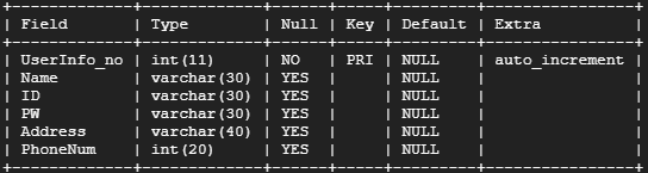 +-------------+-------------+------+-----+---------+----------------+
| Field | Type | Null | Key | Default | Extra |
+-------------+-------------+------+-----+---------+----------------+
| UserInfo_no | int(11) | NO | PRI | NULL | auto_increment |
| Name | varchar(30) | YES | | NULL | |
| ID | varchar(30) | YES | | NULL | |
| PW | varchar(30) | YES | | NULL | |
| Address | varchar(40) | YES | | NULL | |
| PhoneNum | int(20) | YES | | NULL | |
+-------------+-------------+------+-----+---------+----------------+